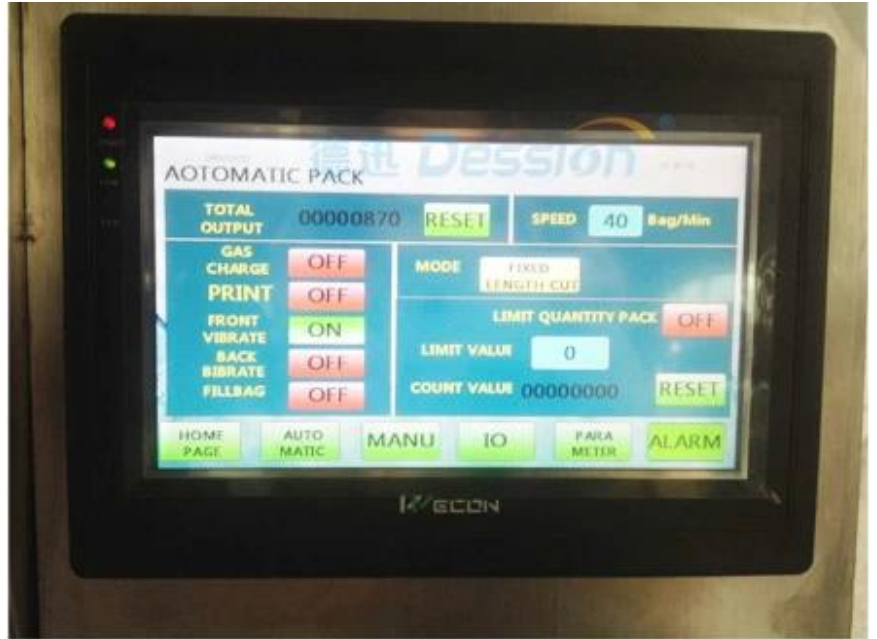 德迅 Dession
AOTOMATIC PACK
TOTAL OUTPUT 00000870 RESET SPEED 40 Bag/Min
GAS CHARGE OFF
MODE FIXED LENGTH CUT
PRINT OFF
LIMIT QUANTITY PACK OFF
FRONT VIBRATE ON
LIMIT VALUE 0
BACK BIBRATE OFF
COUNT VALUE 00000000 RESET
FILLBAG OFF
HOME PAGE AUTO MATIC MANU IO PARA METER ALARM
WECON